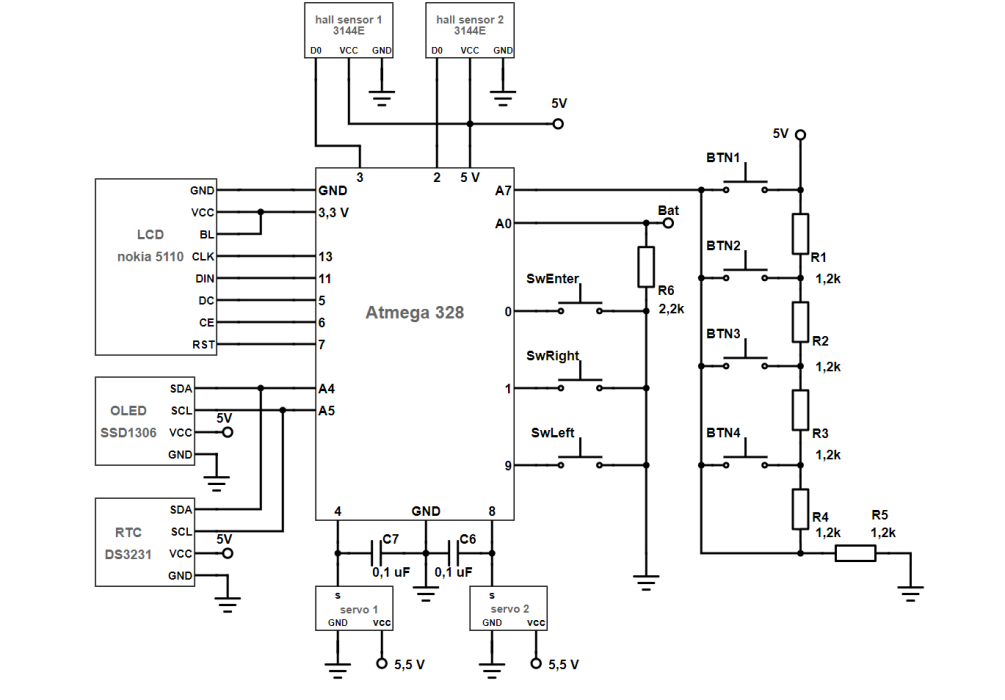 hall sensor 1
3144E
D0 VCC GND
hall sensor 2
3144E
D0 VCC GND
5V
5V
3 2 5 V
LCD
nokia 5110
GND
VCC
BL
CLK
DIN
DC
CE
RST
GND
3,3 V
13
11
5
6
7
A4
A5
Atmega 328
A7
A0
0
1
9
4 GND 8
Bat
R6
2,2k
SwEnter
SwRight
SwLeft
BTN1
BTN2
BTN3
BTN4
R1
1,2k
R2
1,2k
R3
1,2k
R4
1,2k
R5
1,2k
OLED
SSD1306
SDA
SCL
VCC
GND
5V
RTC
DS3231
SDA
SCL
VCC
GND
5V
C7
0,1 uF
C6
0,1 uF
s
servo 1
GND vcc
5,5 V
s
servo 2
GND vcc
5,5 V